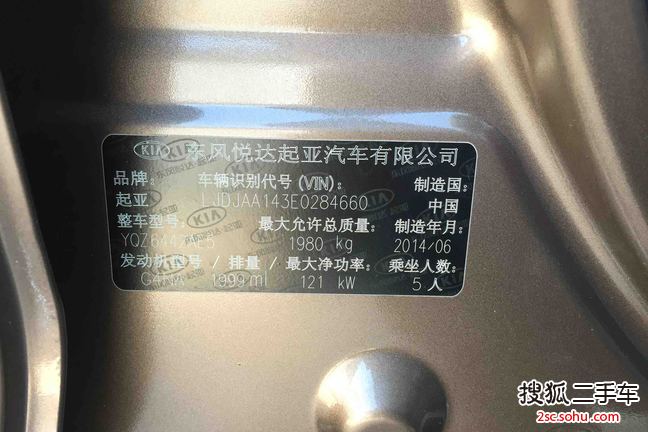 KIA 东风悦达起亚汽车有限公司
品牌: 车辆识别代号(VIN): 制造国:
起亚 LJDJAA143E0284660 中国
整车型号: 最大允许总质量: 制造年月:
1980 kg 2014/06
发动机型号/排量/最大净功率: 乘坐人数:
G4NA 1999ml 121 kW 5人
搜狐二手车
2sc.sohu.com